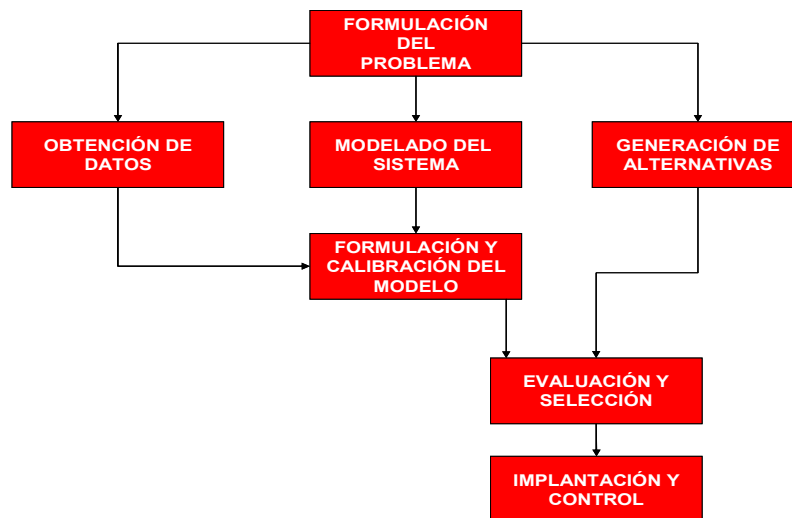 FORMULACIÓN
DEL
PROBLEMA
OBTENCIÓN DE
DATOS
MODELADO DEL
SISTEMA
GENERACIÓN DE
ALTERNATIVAS
FORMULACIÓN Y
CALIBRACIÓN DEL
MODELO
EVALUACIÓN Y
SELECCIÓN
IMPLANTACIÓN Y
CONTROL